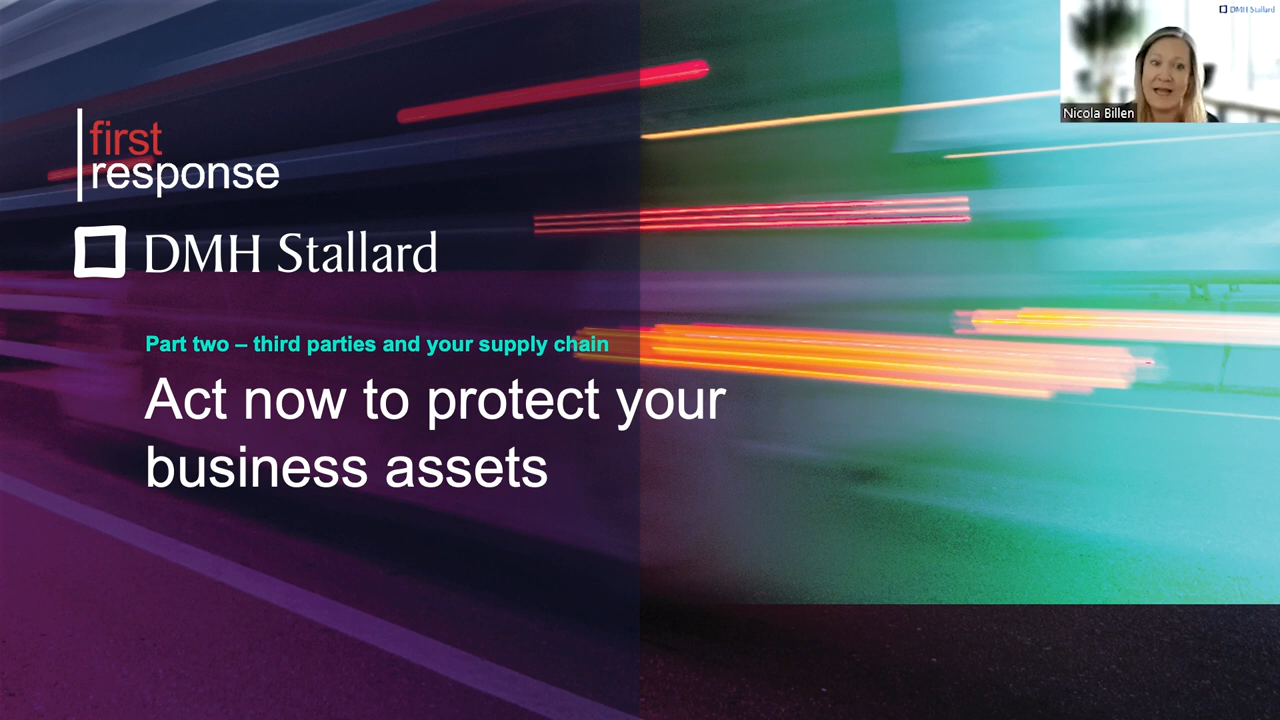 first
response
DMH Stallard
Part two – third parties and your supply chain
Act now to protect your
business assets
DMH Stallard
Nicola Billen